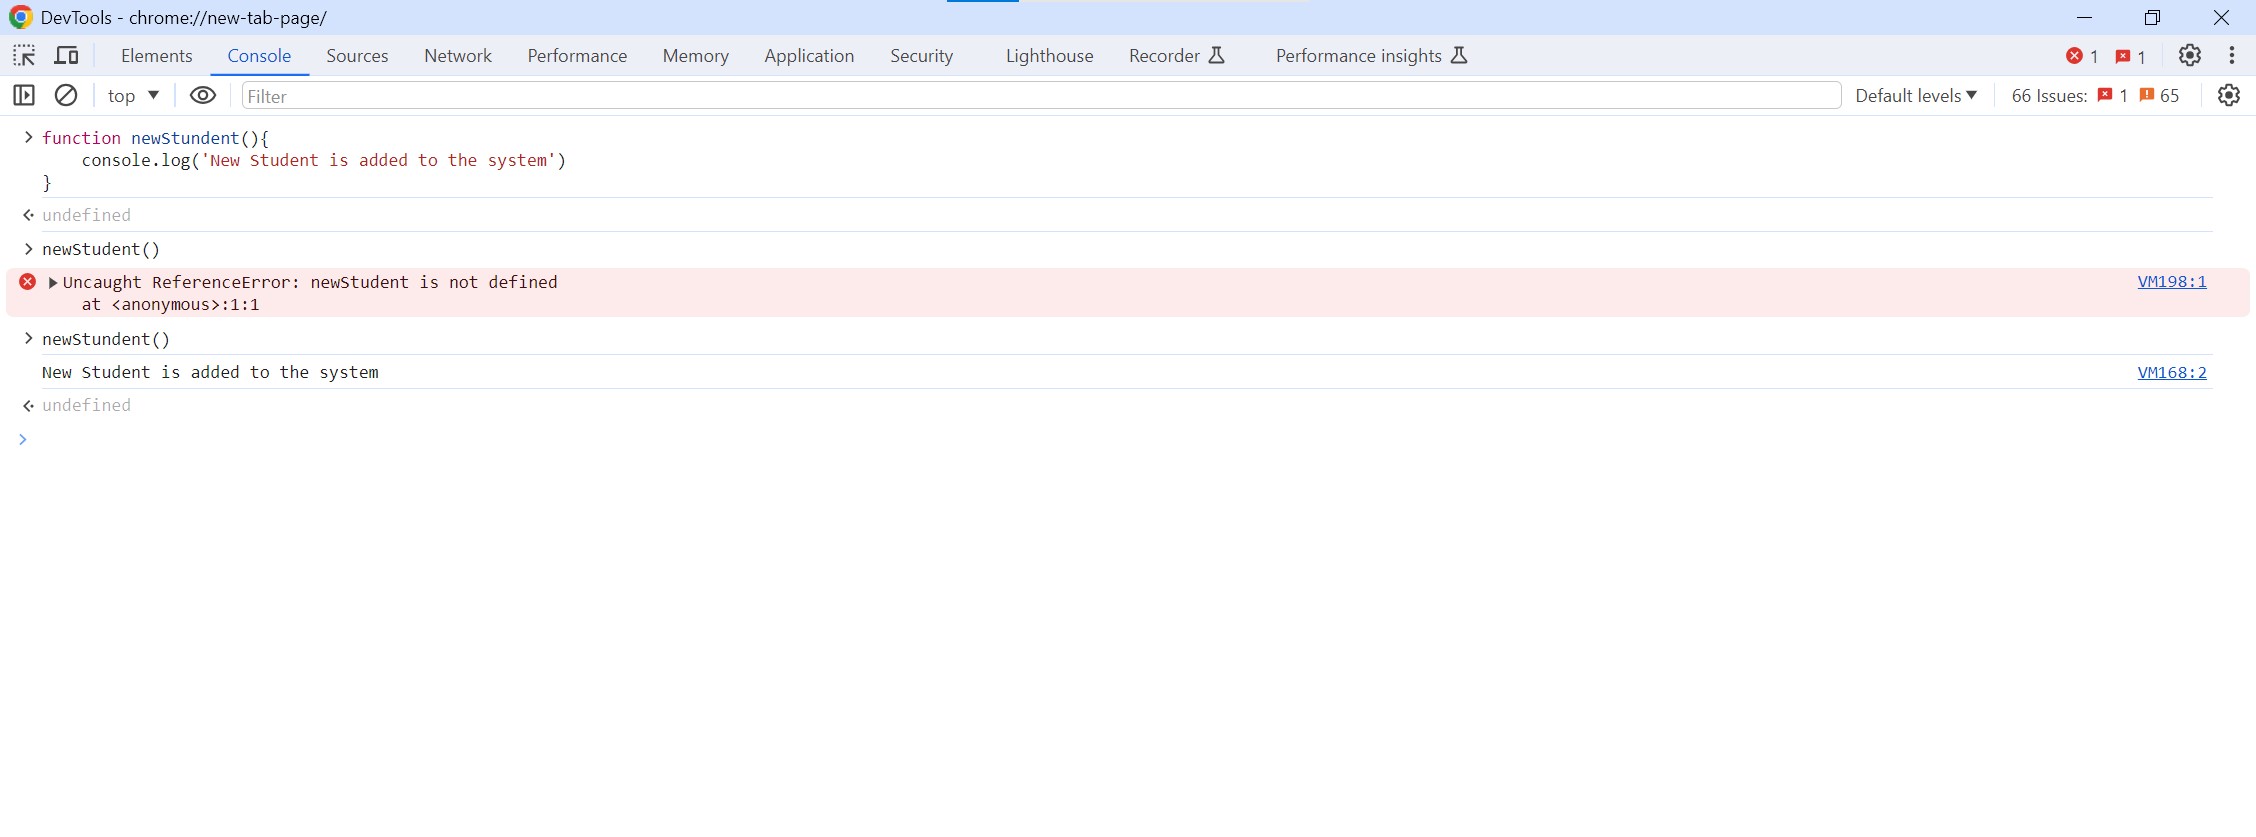 DevTools - chrome://new-tab-page/
Elements Console Sources Network Performance Memory Application Security Lighthouse Recorder Performance insights 1 1
top Filter Default levels 66 Issues: 1 65
function newStundent(){
    console.log('New Student is added to the system')
}
undefined
newStudent()
Uncaught ReferenceError: newStudent is not defined VM198:1
    at <anonymous>:1:1
newStundent()
New Student is added to the system VM168:2
undefined